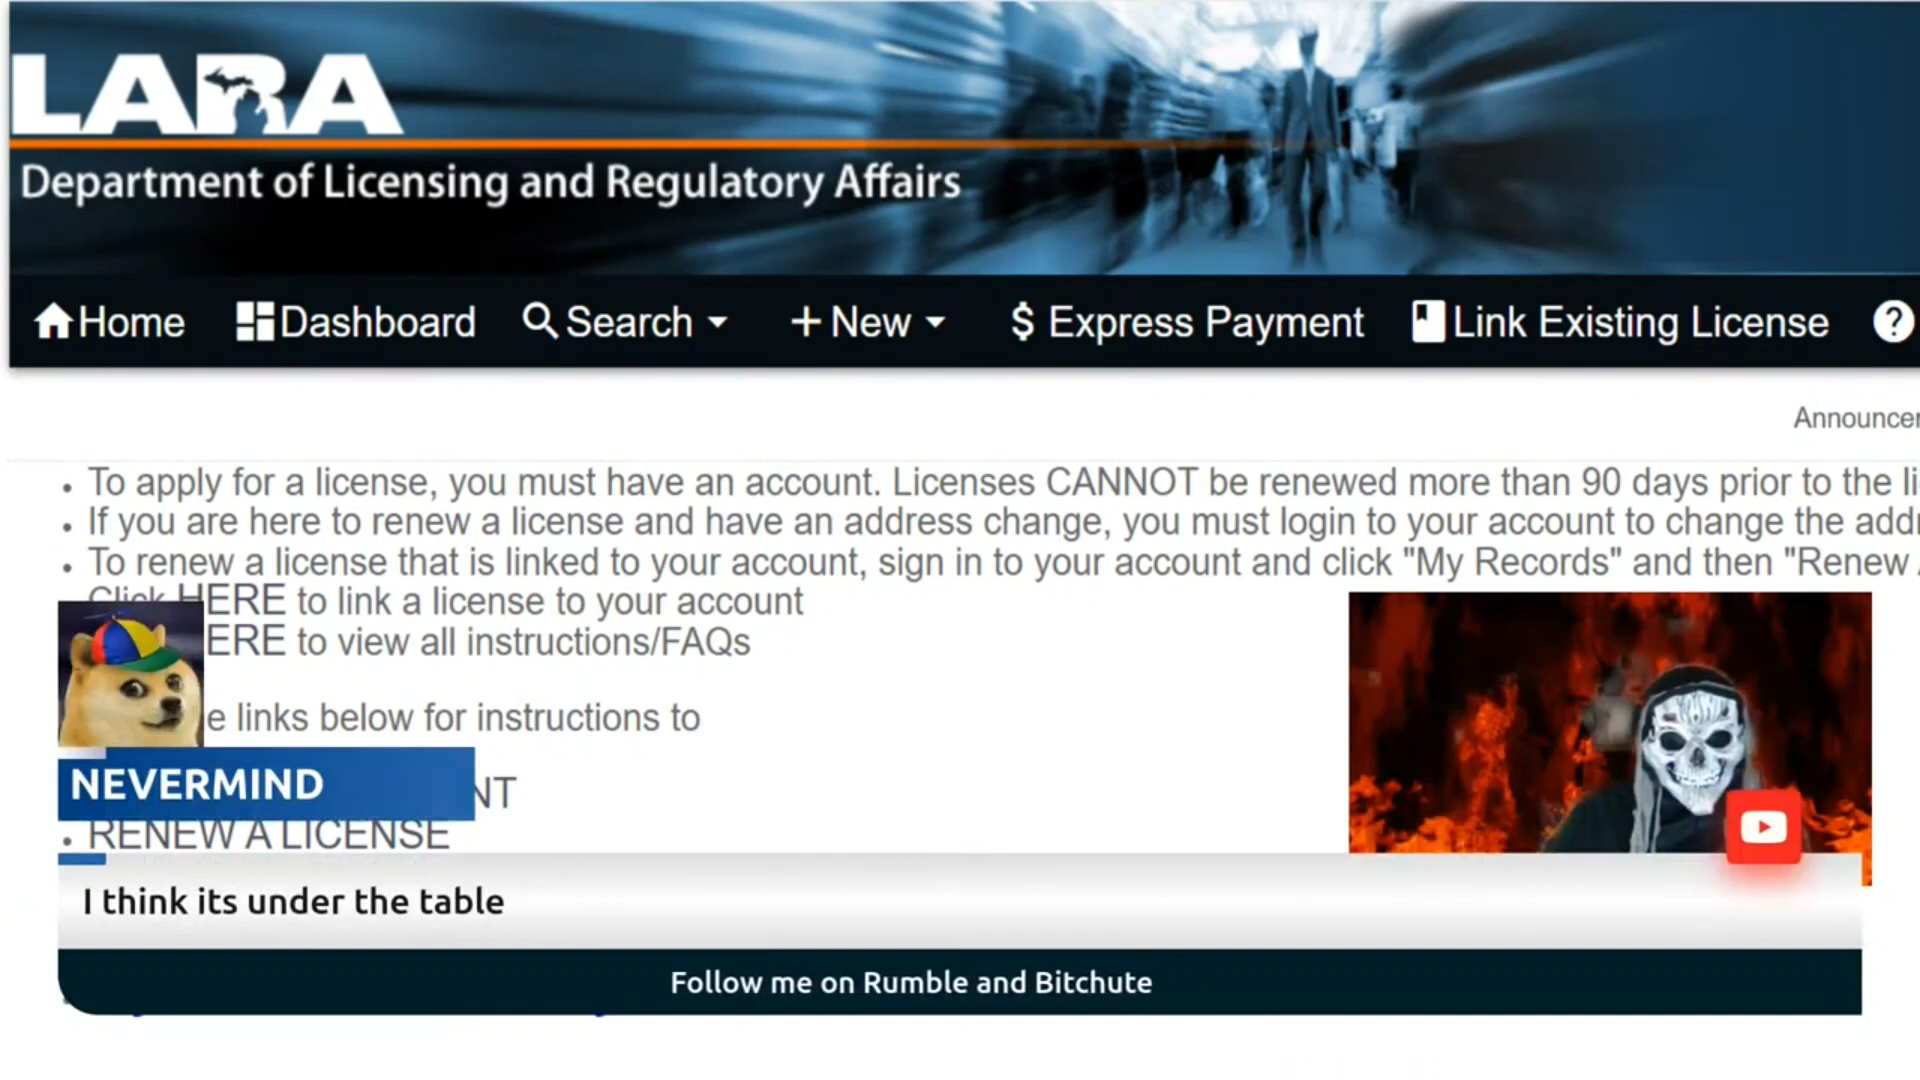 LARA
Department of Licensing and Regulatory Affairs
Home Dashboard Search + New $ Express Payment Link Existing License ?
To apply for a license, you must have an account. Licenses CANNOT be renewed more than 90 days prior to the
If you are here to renew a license and have an address change, you must login to your account to change the
To renew a license that is linked to your account, sign in to your account and click "My Records" and then "Renew
Click HERE to link a license to your account
ERE to view all instructions/FAQs
e links below for instructions to
NEVERMIND
NT
RENEW A LICENSE
I think its under the table
Follow me on Rumble and Bitchute